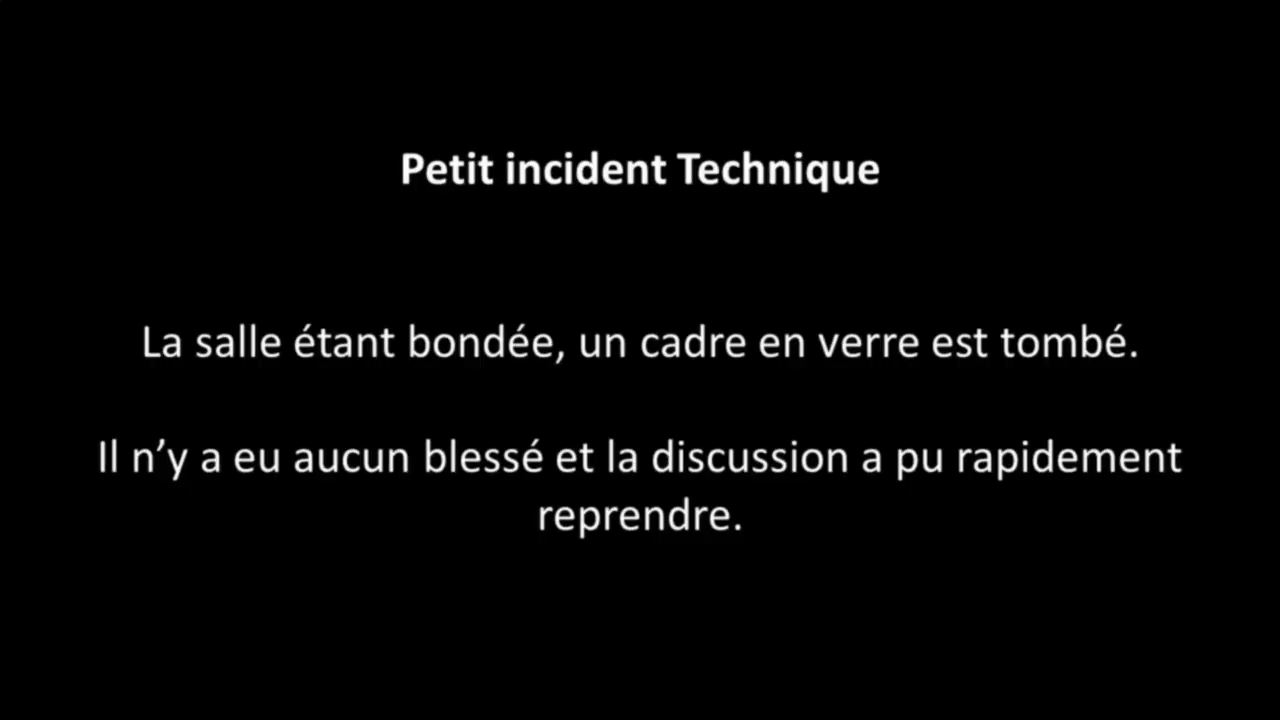 Petit incident Technique
La salle étant bondée, un cadre en verre est tombé.
Il n’y a eu aucun blessé et la discussion a pu rapidement
reprendre.